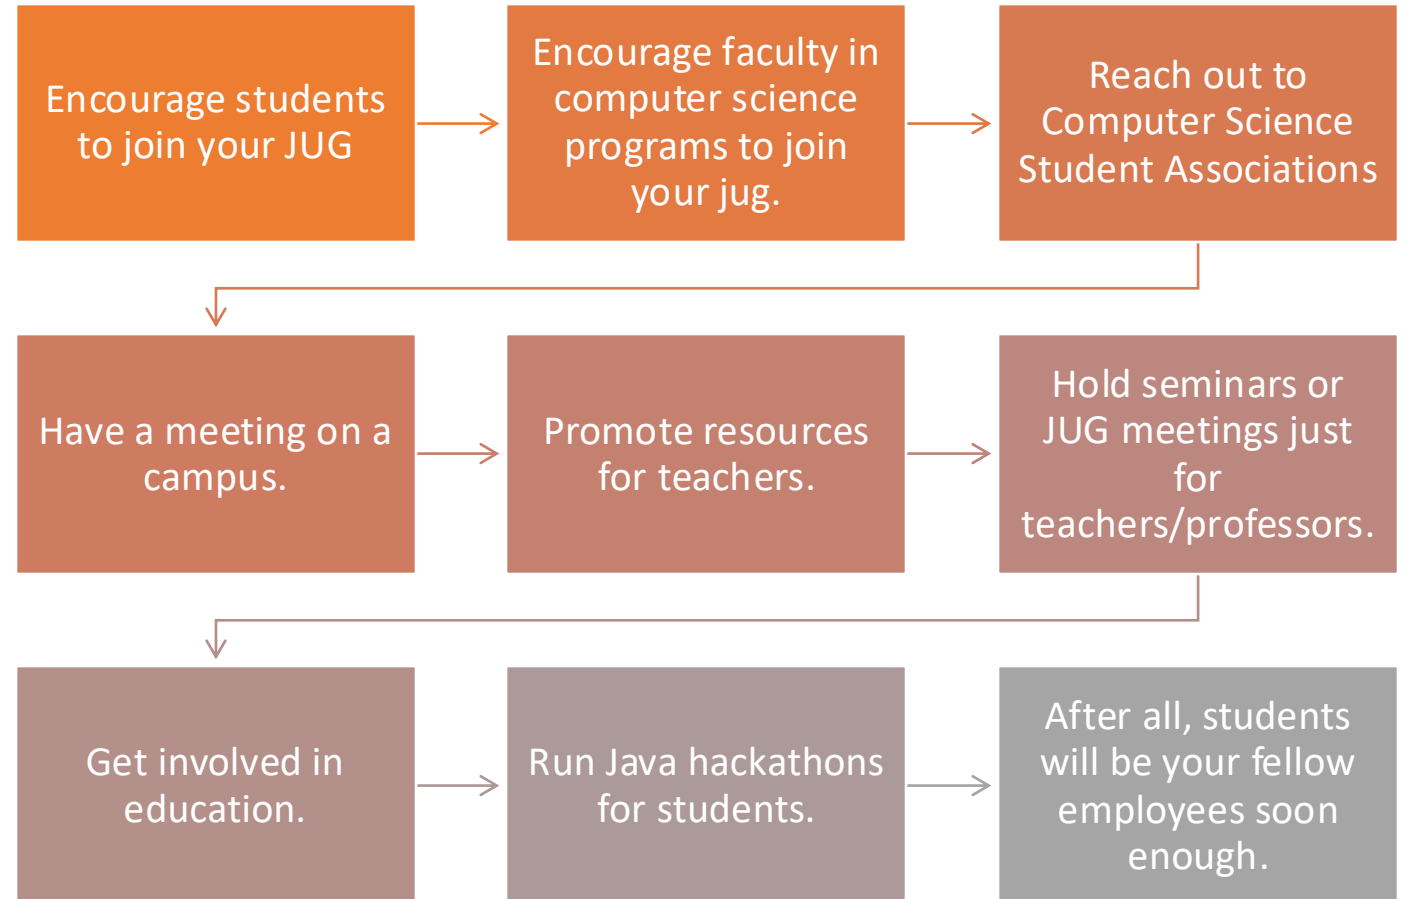 Encourage students
to join your JUG
Encourage faculty in
computer science
programs to join
your jug.
Reach out to
Computer Science
Student Associations
Have a meeting on a
campus.
Promote resources
for teachers.
Hold seminars or
JUG meetings just
for
teachers/professors.
Get involved in
education.
Run Java hackathons
for students.
After all, students
will be your fellow
employees soon
enough.